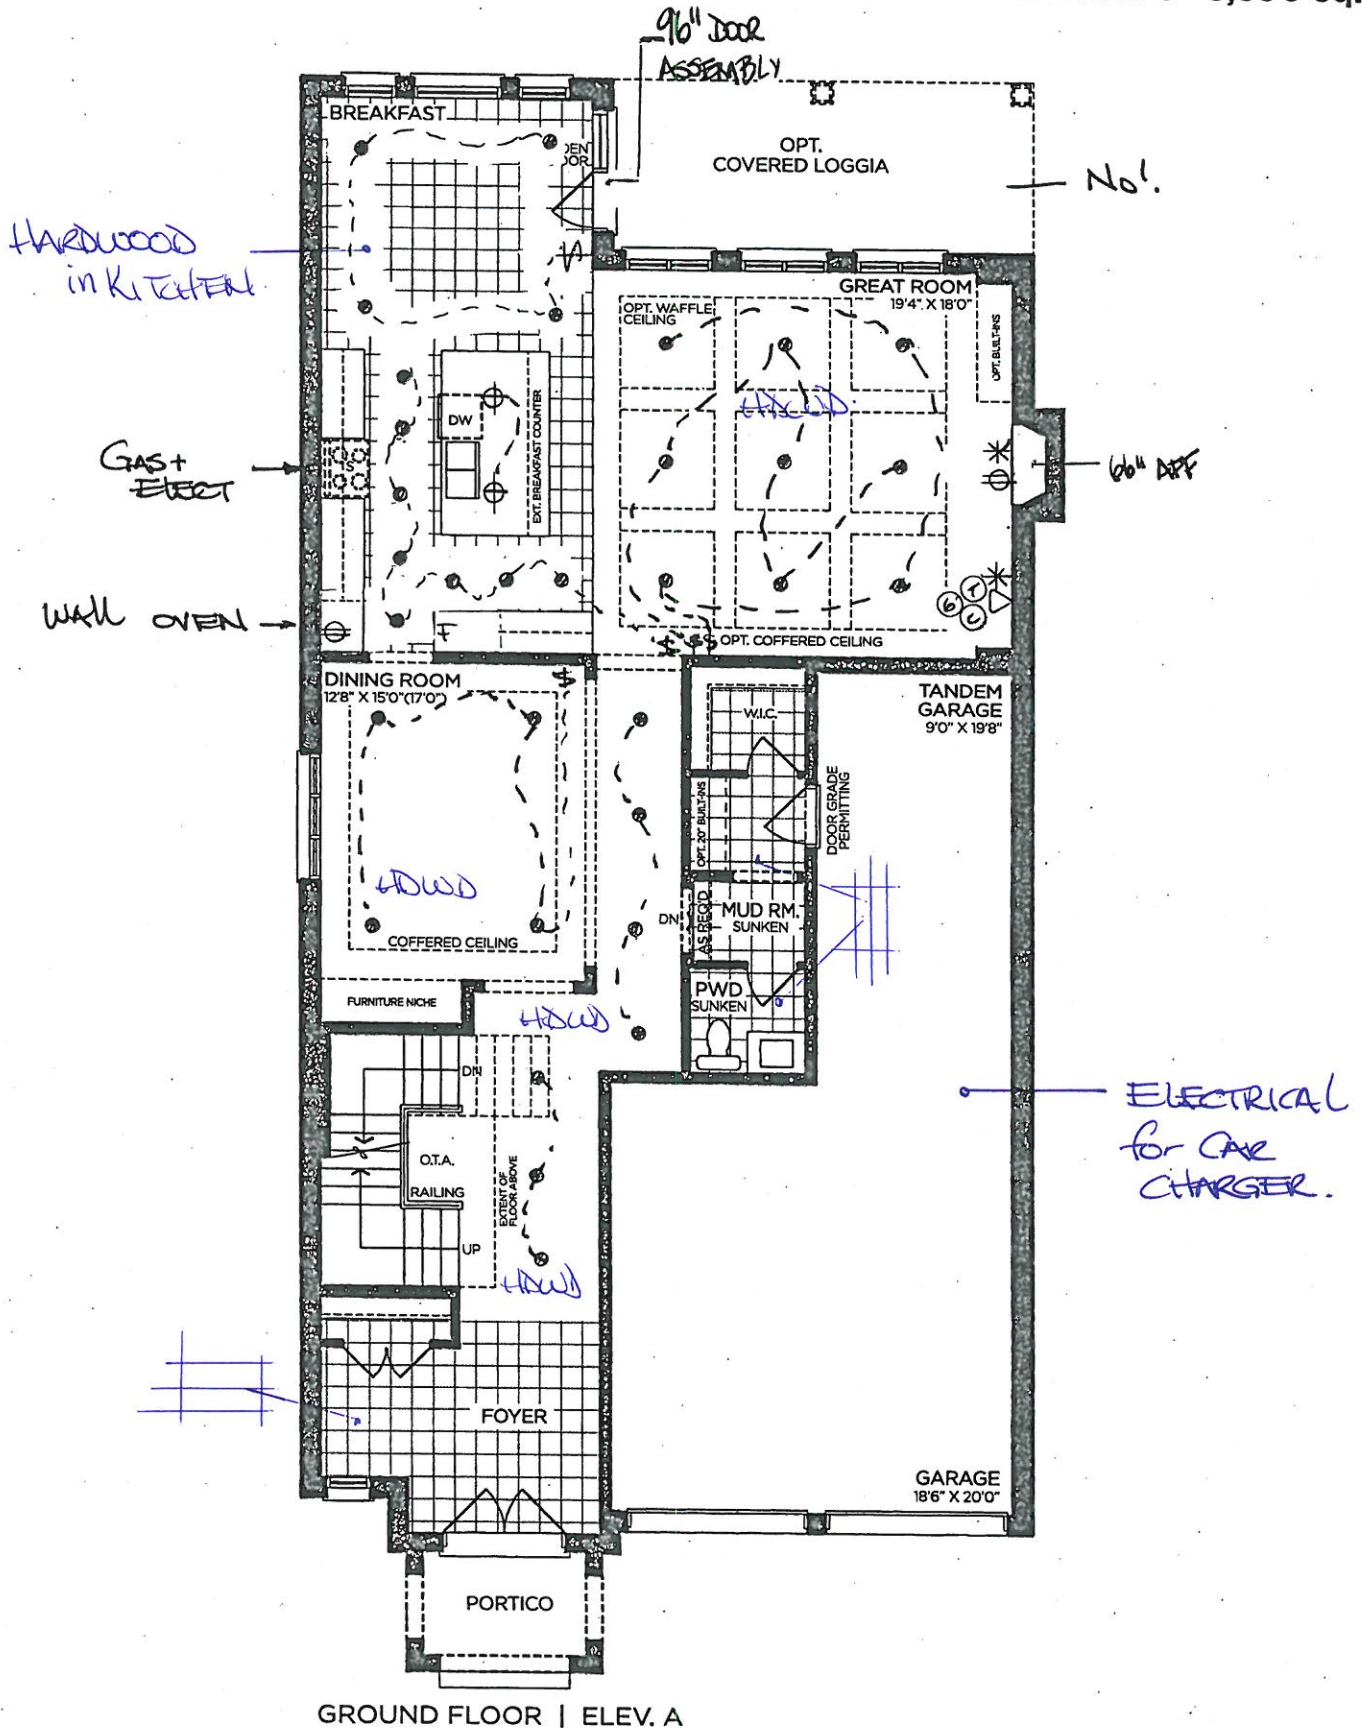 96" DOOR
ASSEMBLY
BREAKFAST
OPT.
COVERED LOGGIA
No!
HARDWOOD
in KITCHEN
GREAT ROOM
19'4" X 18'0"
OPT. WAFFLE
CEILING
OPT. BUILT-INS
HDWD
DW
EXT. BREAKFAST COUNTER
GAS +
ELECT
66" AFF
WALL OVEN
F
OPT. COFFERED CEILING
DINING ROOM
12'8" X 15'0"(17'0")
W.I.C.
TANDEM
GARAGE
9'0" X 19'8"
OPT. 20" BUILT-INS
DOOR GRADE
PERMITTING
HDWD
COFFERED CEILING
DN
AS REQ'D
MUD RM.
SUNKEN
PWD
SUNKEN
FURNITURE NICHE
HDWD
DN
ELECTRICAL
for CAR
CHARGER.
O.T.A.
RAILING
EXTENT OF
FLOOR ABOVE
UP
HDWD
FOYER
GARAGE
18'6" X 20'0"
PORTICO
GROUND FLOOR | ELEV. A